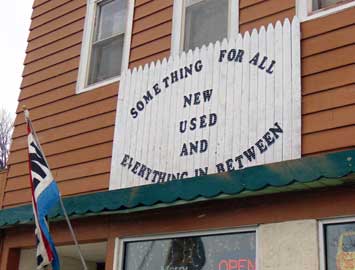 SOMETHING FOR ALL
NEW
USED
AND
EVERYTHING IN BETWEEN
OPEN